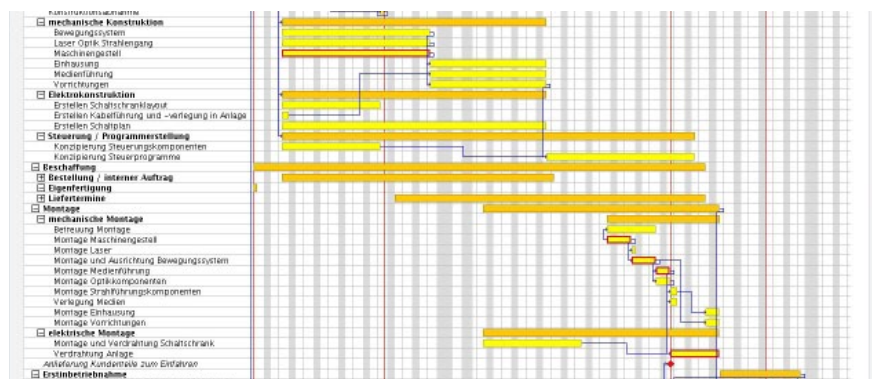 Konstruktionsabnahme
mechanische Konstruktion
Bewegungssystem
Laser Optik Strahlengang
Maschinengestell
Einhausung
Medienführung
Vorrichtungen
Elektrokonstruktion
Erstellen Schaltschranklayout
Erstellen Kabelführung und -verlegung in Anlage
Erstellen Schaltplan
Steuerung / Programmerstellung
Konzipierung Steuerungskomponenten
Konzipierung Steuerprogramme
Beschaffung
Bestellung / interner Auftrag
Eigenfertigung
Liefertermine
Montage
mechanische Montage
Betreuung Montage
Montage Maschinengestell
Montage Laser
Montage und Ausrichtung Bewegungssystem
Montage Medienführung
Montage Optikkomponenten
Montage Strahlführungskomponenten
Verlegung Medien
Montage Einhausung
Montage Vorrichtungen
elektrische Montage
Montage und Verdrahtung Schaltschrank
Verdrahtung Anlage
Anlieferung Kundenteile zum Einfahren
Erstinbetriebnahme